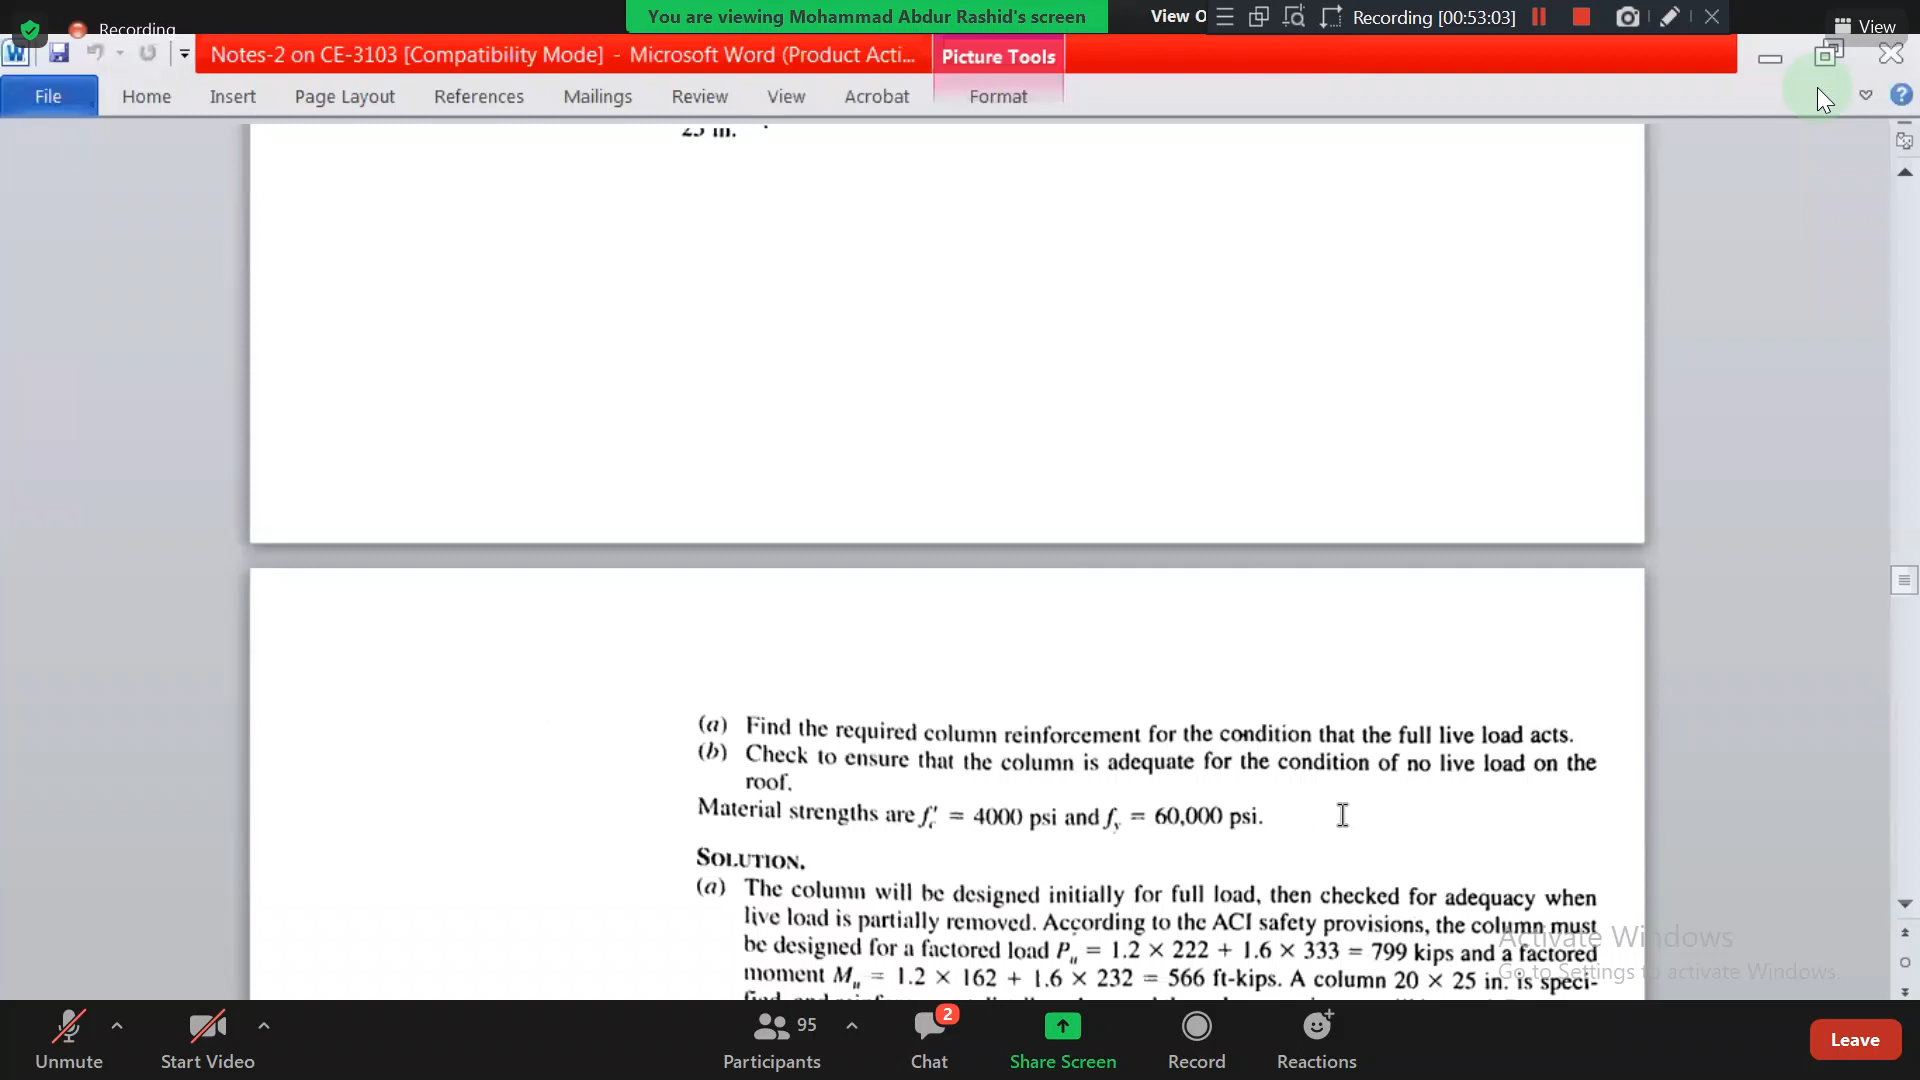 You are viewing Mohammad Abdur Rashid's screen
View O
Recording [00:53:03]
Recording
View
Notes-2 on CE-3103 [Compatibility Mode] - Microsoft Word (Product Acti...
Picture Tools
File
Home
Insert
Page Layout
References
Mailings
Review
View
Acrobat
Format
25 in.
(a) Find the required column reinforcement for the condition that the full live load acts.
(b) Check to ensure that the column is adequate for the condition of no live load on the
roof.
Material strengths are f'c = 4000 psi and fy = 60,000 psi.
SOLUTION.
(a) The column will be designed initially for full load, then checked for adequacy when
live load is partially removed. According to the ACI safety provisions, the column must
be designed for a factored load Pu = 1.2 × 222 + 1.6 × 333 = 799 kips and a factored
moment Mu = 1.2 × 162 + 1.6 × 232 = 566 ft-kips. A column 20 × 25 in. is speci-
Activate Windows
Go to Settings to activate Windows.
Unmute
Start Video
95
Participants
2
Chat
Share Screen
Record
Reactions
Leave